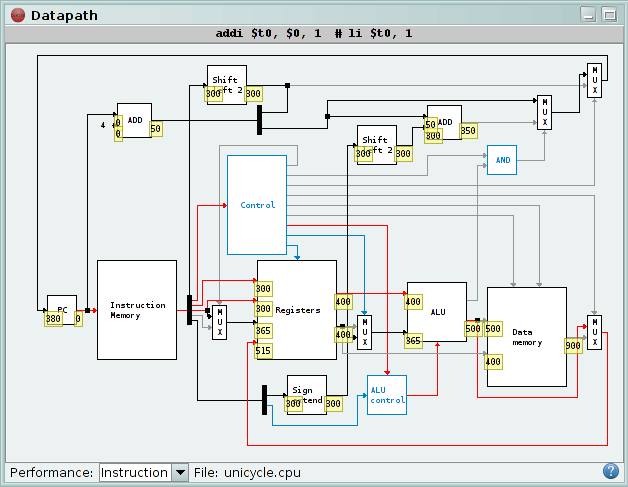 Datapath
addi $t0, $0, 1  # li $t0, 1
Shift
ft 2
300
300
M
U
X
4
0
0
ADD
50
M
U
X
50
300
ADD
350
Shift
ft 2
300
300
AND
Control
PC
380
0
Instruction
Memory
M
U
X
300
300
365
515
Registers
400
400
M
U
X
365
ALU
500
500
400
Data
memory
900
M
U
X
Sign
tend
300
300
ALU
control
Performance: Instruction File: unicycle.cpu
?